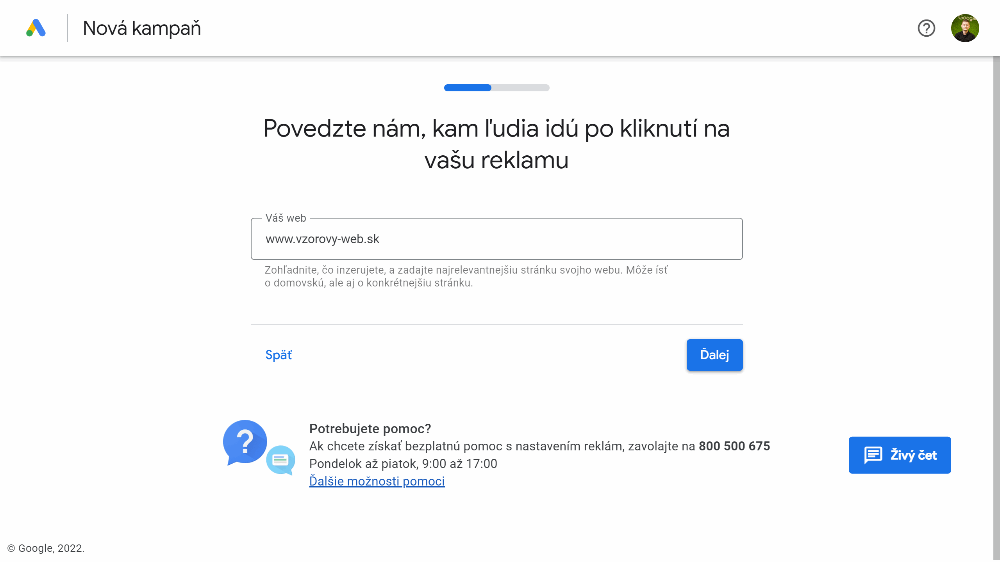 Nová kampaň
Google
Povedzte nám, kam ľudia idú po kliknutí na
vašu reklamu
Váš web
www.vzorovy-web.sk
Zohľadnite, čo inzerujete, a zadajte najrelevantnejšiu stránku svojho webu. Môže ísť
o domovskú, ale aj o konkrétnejšiu stránku.
Späť
Ďalej
Potrebujete pomoc?
Ak chcete získať bezplatnú pomoc s nastavením reklám, zavolajte na 800 500 675
Pondelok až piatok, 9:00 až 17:00
Ďalšie možnosti pomoci
Živý čet
© Google, 2022.